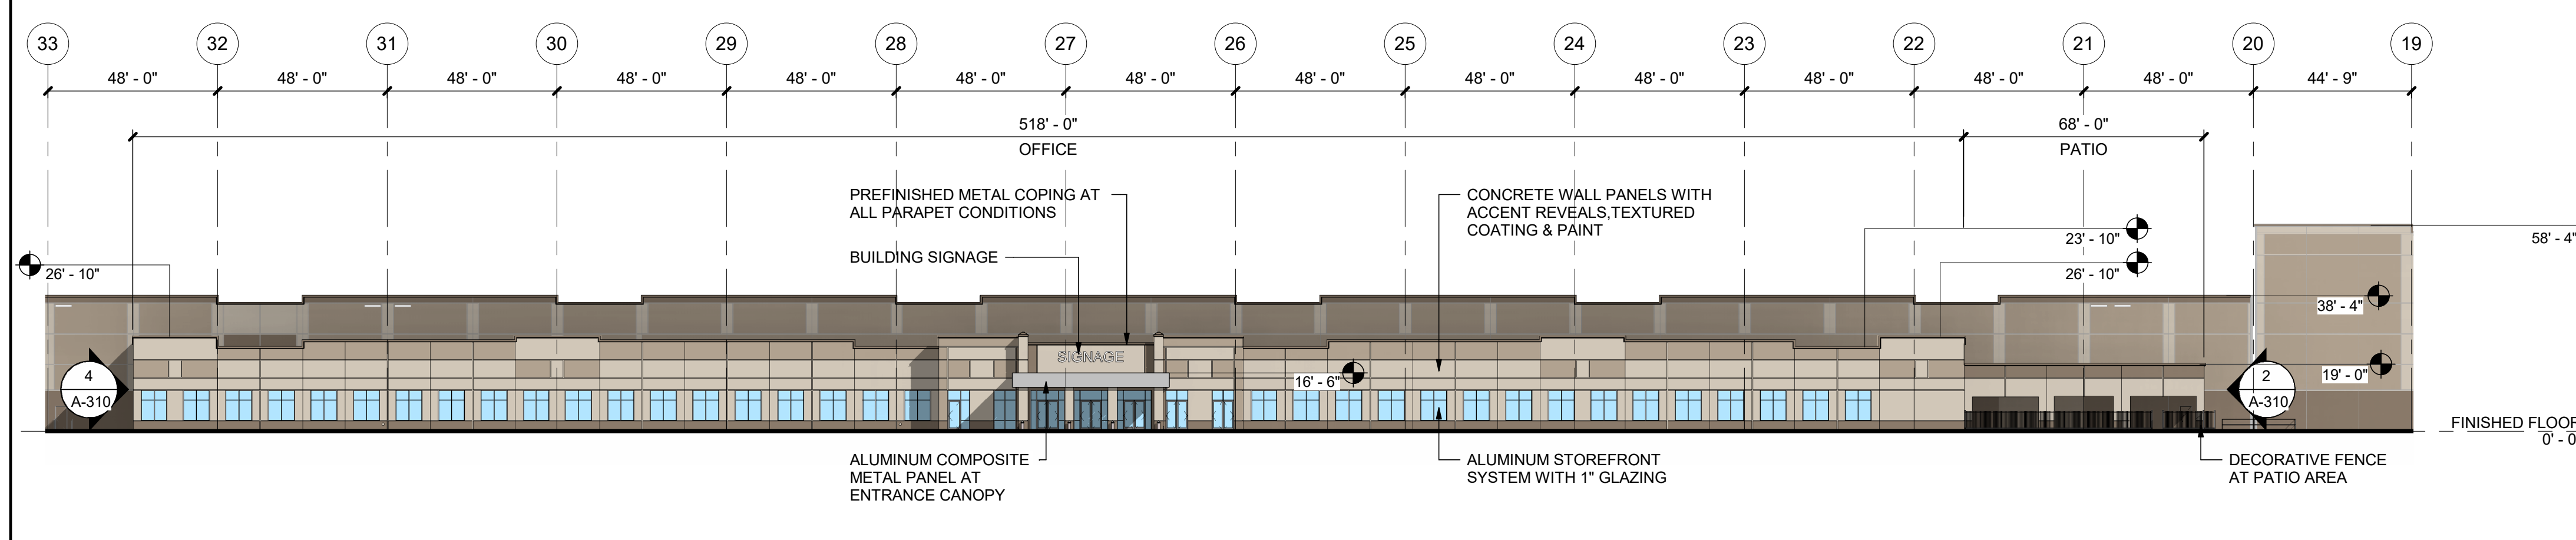 33 32 31 30 29 28 27 26 25 24 23 22 21 20 19
48' - 0" 48' - 0" 48' - 0" 48' - 0" 48' - 0" 48' - 0" 48' - 0" 48' - 0" 48' - 0" 48' - 0" 48' - 0" 48' - 0" 48' - 0" 44' - 9"
518' - 0" 68' - 0"
OFFICE PATIO
PREFINISHED METAL COPING AT
ALL PARAPET CONDITIONS
CONCRETE WALL PANELS WITH
ACCENT REVEALS,TEXTURED
COATING & PAINT
BUILDING SIGNAGE
23' - 10"
58' - 4"
26' - 10"
26' - 10"
38' - 4"
SIGNAGE
19' - 0"
16' - 6"
4
A-310
2
A-310
FINISHED FLOOR
0' - 0
ALUMINUM COMPOSITE
METAL PANEL AT
ENTRANCE CANOPY
ALUMINUM STOREFRONT
SYSTEM WITH 1" GLAZING
DECORATIVE FENCE
AT PATIO AREA